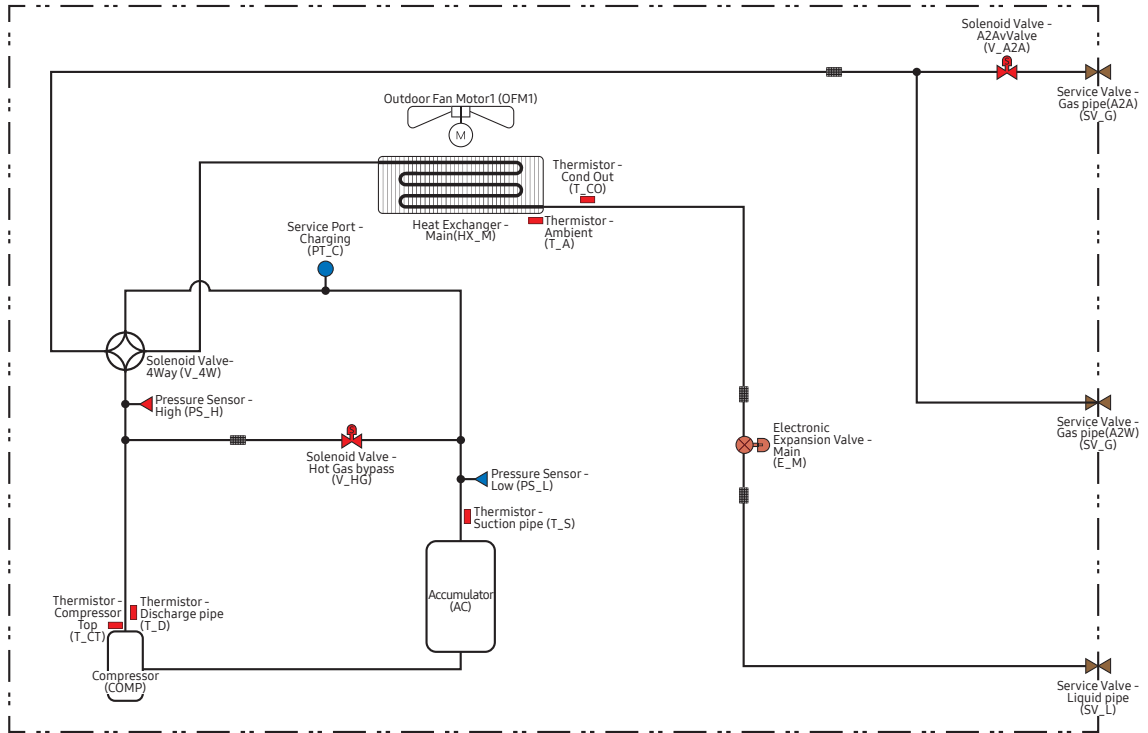 Solenoid Valve -
A2AvValve
(V_A2A)
S
Service Valve -
Gas pipe(A2A)
(SV_G)
Outdoor Fan Motor1 (OFM1)
M
Thermistor -
Cond Out
(T_CO)
Heat Exchanger -
Main(HX_M)
Thermistor -
Ambient
(T_A)
Service Port -
Charging
(PT_C)
Solenoid Valve-
4Way (V_4W)
Pressure Sensor -
High (PS_H)
S
Solenoid Valve -
Hot Gas bypass
(V_HG)
Service Valve -
Gas pipe(A2W)
(SV_G)
Electronic
Expansion Valve -
Main
(E_M)
Pressure Sensor -
Low (PS_L)
Thermistor -
Suction pipe (T_S)
Accumulator
(AC)
Thermistor -
Compressor
Top
(T_CT)
Thermistor -
Discharge pipe
(T_D)
Compressor
(COMP)
Service Valve -
Liquid pipe
(SV_L)